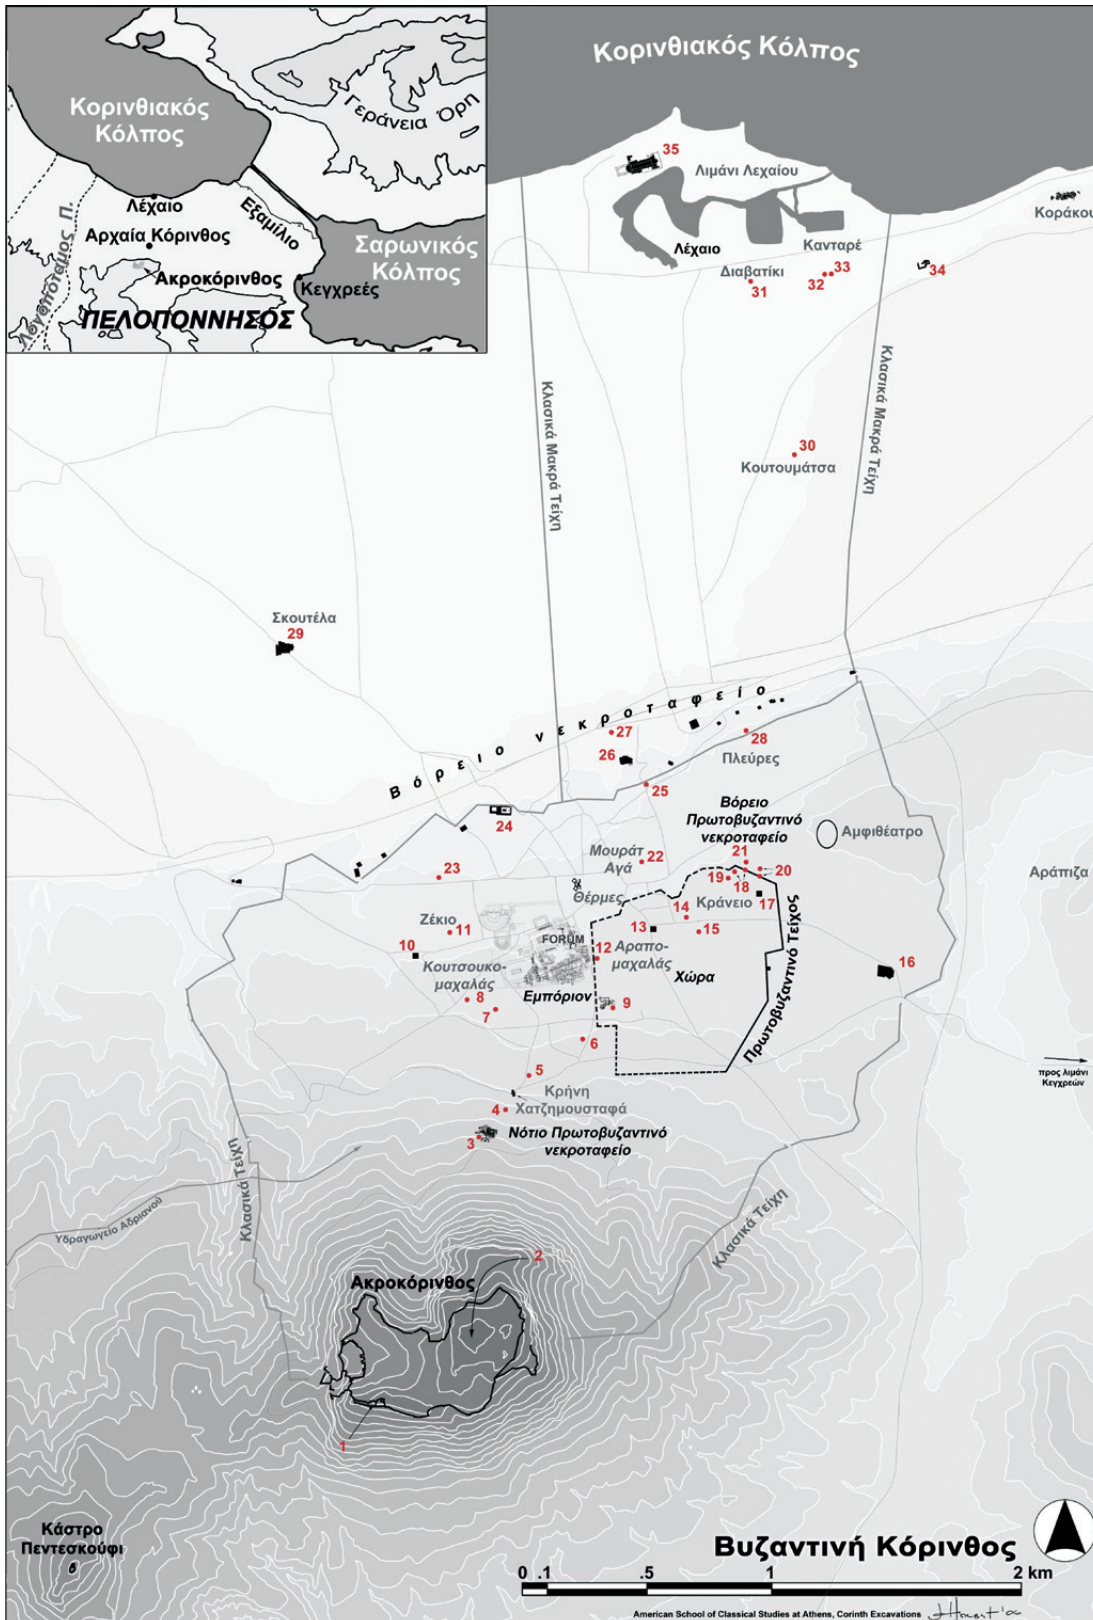 Κορινθιακός Κόλπος
Γεράνεια Όρη
Κορινθιακός
Κόλπος
Λέχαιο
Εξαμίλιο
Αρχαία Κόρινθος
Σαρωνικός
Κόλπος
Ακροκόρινθος
Κεγχρεές
Λογοπόταμος Π.
ΠΕΛΟΠΟΝΝΗΣΟΣ
35
Λιμάνι Λεχαίου
Κοράκου
Λέχαιο
Κανταρέ
Διαβατίκι
33
32
31
34
Κλασικά Μακρά Τείχη
Κλασικά Μακρά Τείχη
30
Κουτουμάτσα
Σκουτέλα
29
Βόρειο νεκροταφείο
27
28
26
Πλεύρες
25
24
Βόρειο
Πρωτοβυζαντινό
νεκροταφείο
Αμφιθέατρο
Μουράτ
Αγά
22
21
20
23
19
18
Θέρμες
Κράνειο
17
Αράπιζα
Ζέκιο
11
14
13
15
FORUM
10
12
Αραπο-
μαχαλάς
16
Κουτσουκο-
μαχαλάς
Χώρα
Πρωτοβυζαντινό Τείχος
8
Εμπόριον
9
7
6
5
προς λιμάνι
Κεγχρεών
Κρήνη
Χατζημουσταφά
4
3
Νότιο Πρωτοβυζαντινό
νεκροταφείο
Κλασικά Τείχη
Υδραγωγείο Αδριανού
Κλασικά Τείχη
2
Ακροκόρινθος
1
Κάστρο
Πεντεσκούφι
Βυζαντινή Κόρινθος
0 .1 .5 1 2 km
American School of Classical Studies at Athens, Corinth Excavations